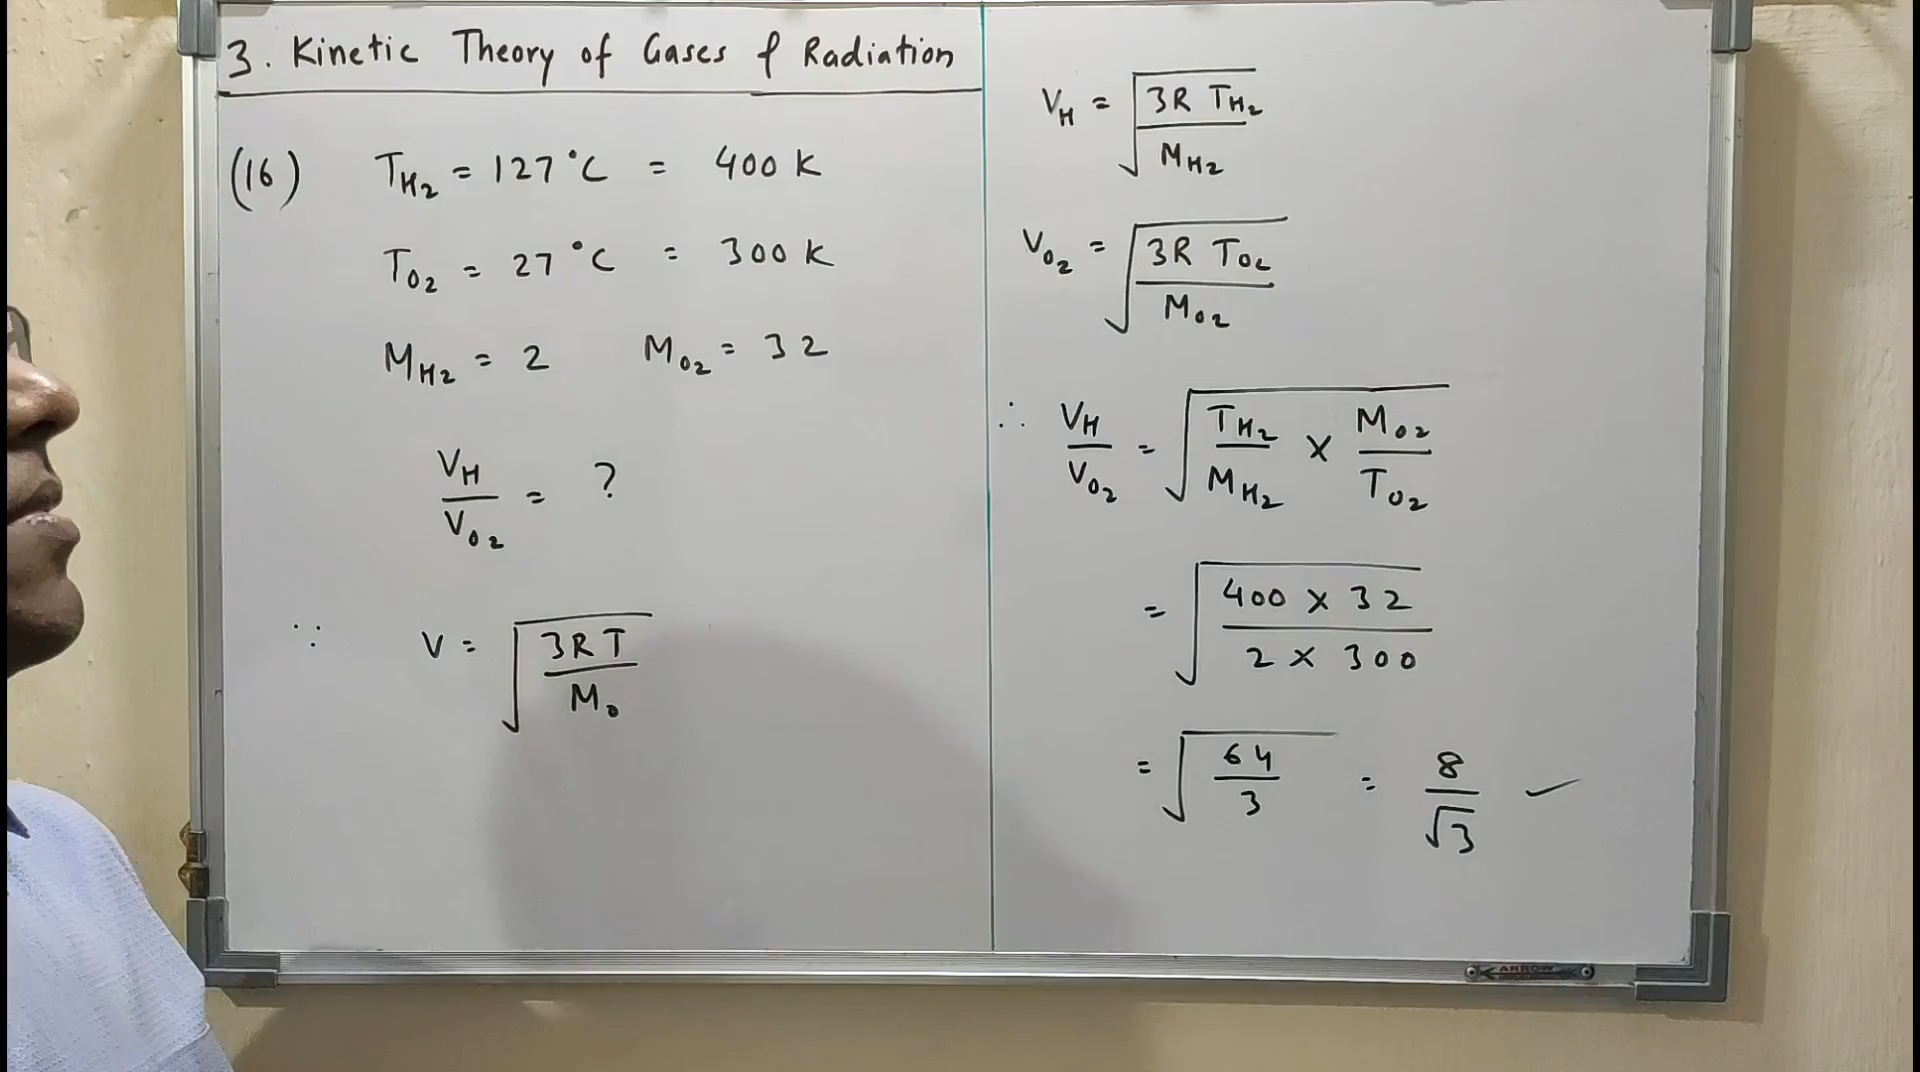 3. Kinetic Theory of Gases & Radiation
(16) T_H₂ = 127°C = 400 K
T_O₂ = 27°C = 300 K
M_H₂ = 2 M_O₂ = 32
V_H / V_O₂ = ?
∵ V = √(3RT / M₀)
V_H = √(3R T_H₂ / M_H₂)
V_O₂ = √(3R T_O₂ / M_O₂)
∴ V_H / V_O₂ = √(T_H₂ / M_H₂ × M_O₂ / T_O₂)
= √(400 × 32 / 2 × 300)
= √(64 / 3) = 8 / √3 ✓
ARROW